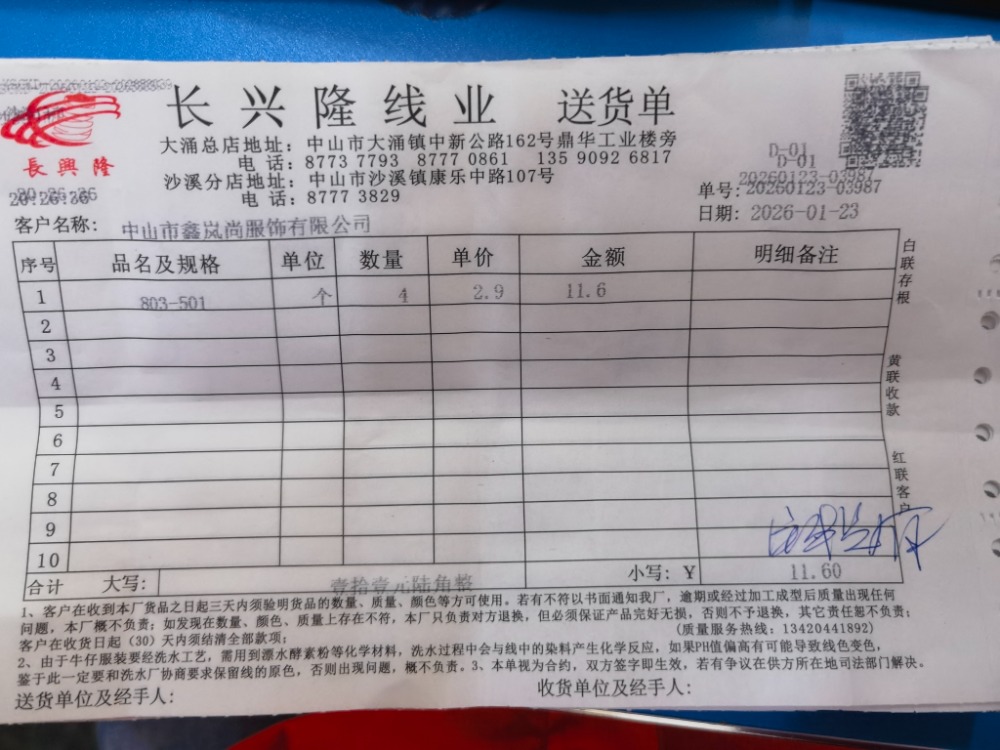 长兴隆线业 送货单
長興隆
大涌总店地址：中山市大涌镇中新公路162号鼎华工业楼旁
电 话：8773 7793 8777 0861 135 9092 6817
沙溪分店地址：中山市沙溪镇康乐中路107号
电 话：8777 3829
D-01
D-01
20260123-03987
单号：20260123-03987
日期：2026-01-23
20:26:36
客户名称：中山市鑫岚尚服饰有限公司
序号 品名及规格 单位 数量 单价 金额 明细备注
1 803-501 个 4 2.9 11.6
2
3
4
5
6
7
8
9
10
合计 大写：壹拾壹元陆角整 小写：￥ 11.60
白联存根
黄联收款
红联客户
1、客户在收到本厂货品之日起三天内须验明货品的数量、质量、颜色等方可使用。若有不符以书面通知我厂，逾期或经过加工成型后质量出现任何
问题，本厂概不负责；如发现在数量、颜色、质量上存在不符，本厂只负责对方退换，但必须保证产品完好无损，否则不予退换，其它责任恕不负责；
客户在收货日起（30）天内须结清全部款项； (质量服务热线：13420441892)
2、由于牛仔服装要经洗水工艺，需用到漂水酵素粉等化学材料，洗水过程中会与线中的染料产生化学反应，如果PH值偏高有可能导致线色变色，
鉴于此一定要和洗水厂协商要求保留线的原色，否则出现问题，概不负责。3、本单视为合约，双方签字即生效。若有争议在供方所在地司法部门解决。
送货单位及经手人： 收货单位及经手人：